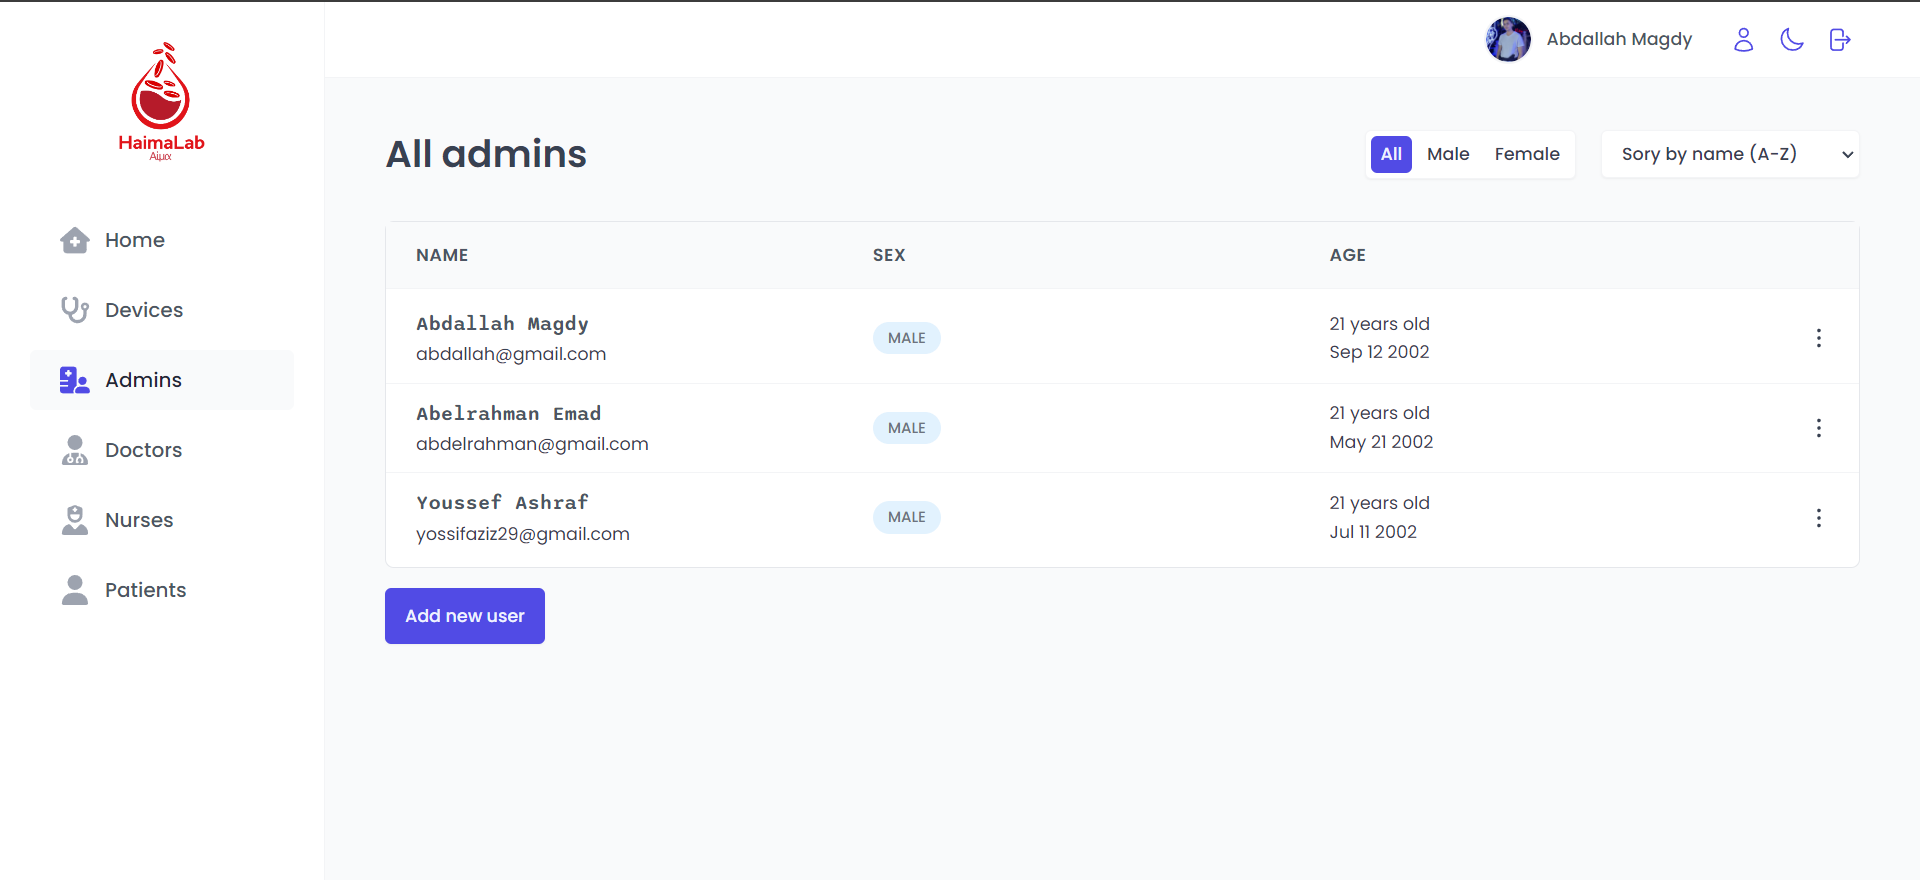 HaimaLab
Αίμα
Home
Devices
Admins
Doctors
Nurses
Patients
Abdallah Magdy
All admins
All Male Female
Sory by name (A-Z)
NAME SEX AGE
Abdallah Magdy
abdallah@gmail.com
MALE
21 years old
Sep 12 2002
Abelrahman Emad
abdelrahman@gmail.com
MALE
21 years old
May 21 2002
Youssef Ashraf
yossifaziz29@gmail.com
MALE
21 years old
Jul 11 2002
Add new user